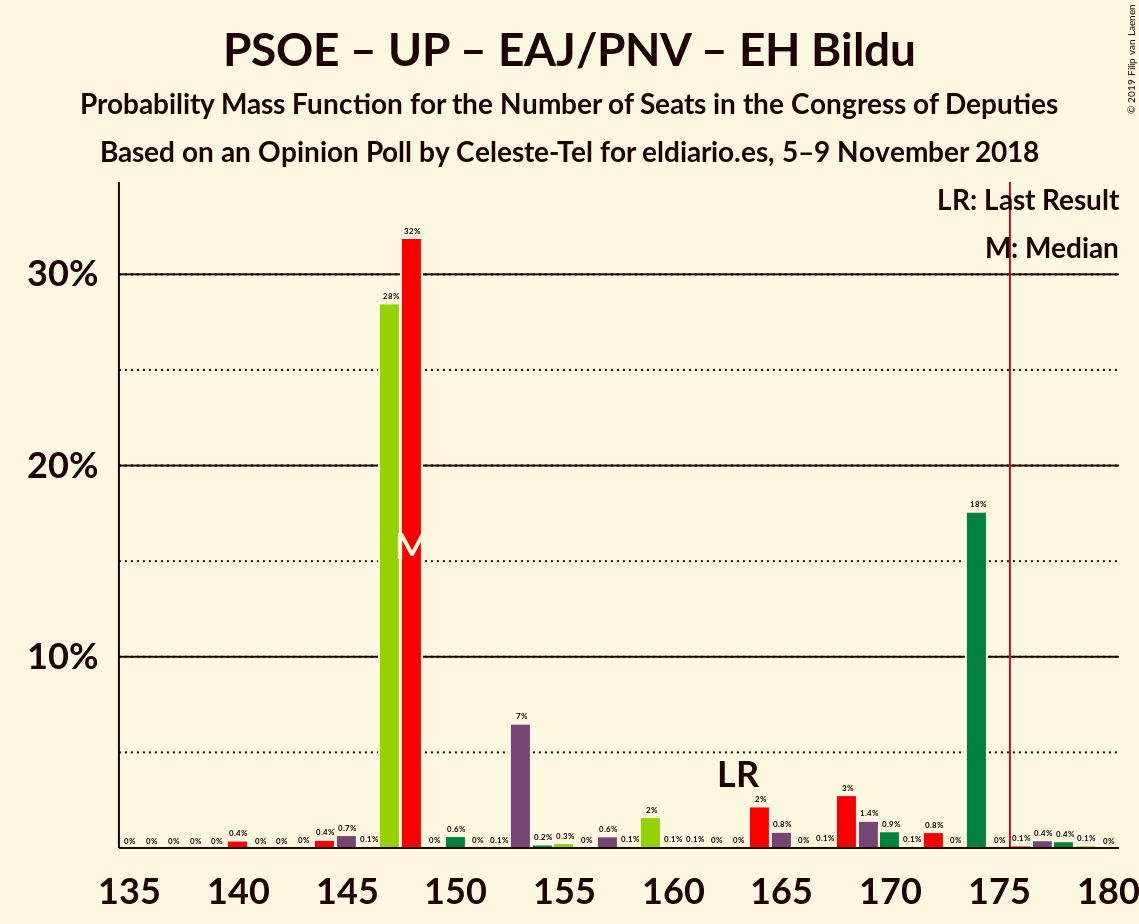 PSOE – UP – EAJ/PNV – EH Bildu
Probability Mass Function for the Number of Seats in the Congress of Deputies
Based on an Opinion Poll by Celeste-Tel for eldiario.es, 5–9 November 2018
© 2019 Filip van Laenen
LR: Last Result
M: Median
30%
20%
10%
0% 0% 0% 0% 0% 0.4% 0% 0% 0% 0.4% 0.7% 0.1% 28% 32% 0% 0.6% 0% 0.1% 7% 0.2% 0.3% 0% 0.6% 0.1% 2% 0.1% 0.1% 0% 0% 2% 0.8% 0% 0.1% 3% 1.4% 0.9% 0.1% 0.8% 0% 18% 0% 0.1% 0.4% 0.4% 0.1% 0%
M
LR
135 140 145 150 155 160 165 170 175 180